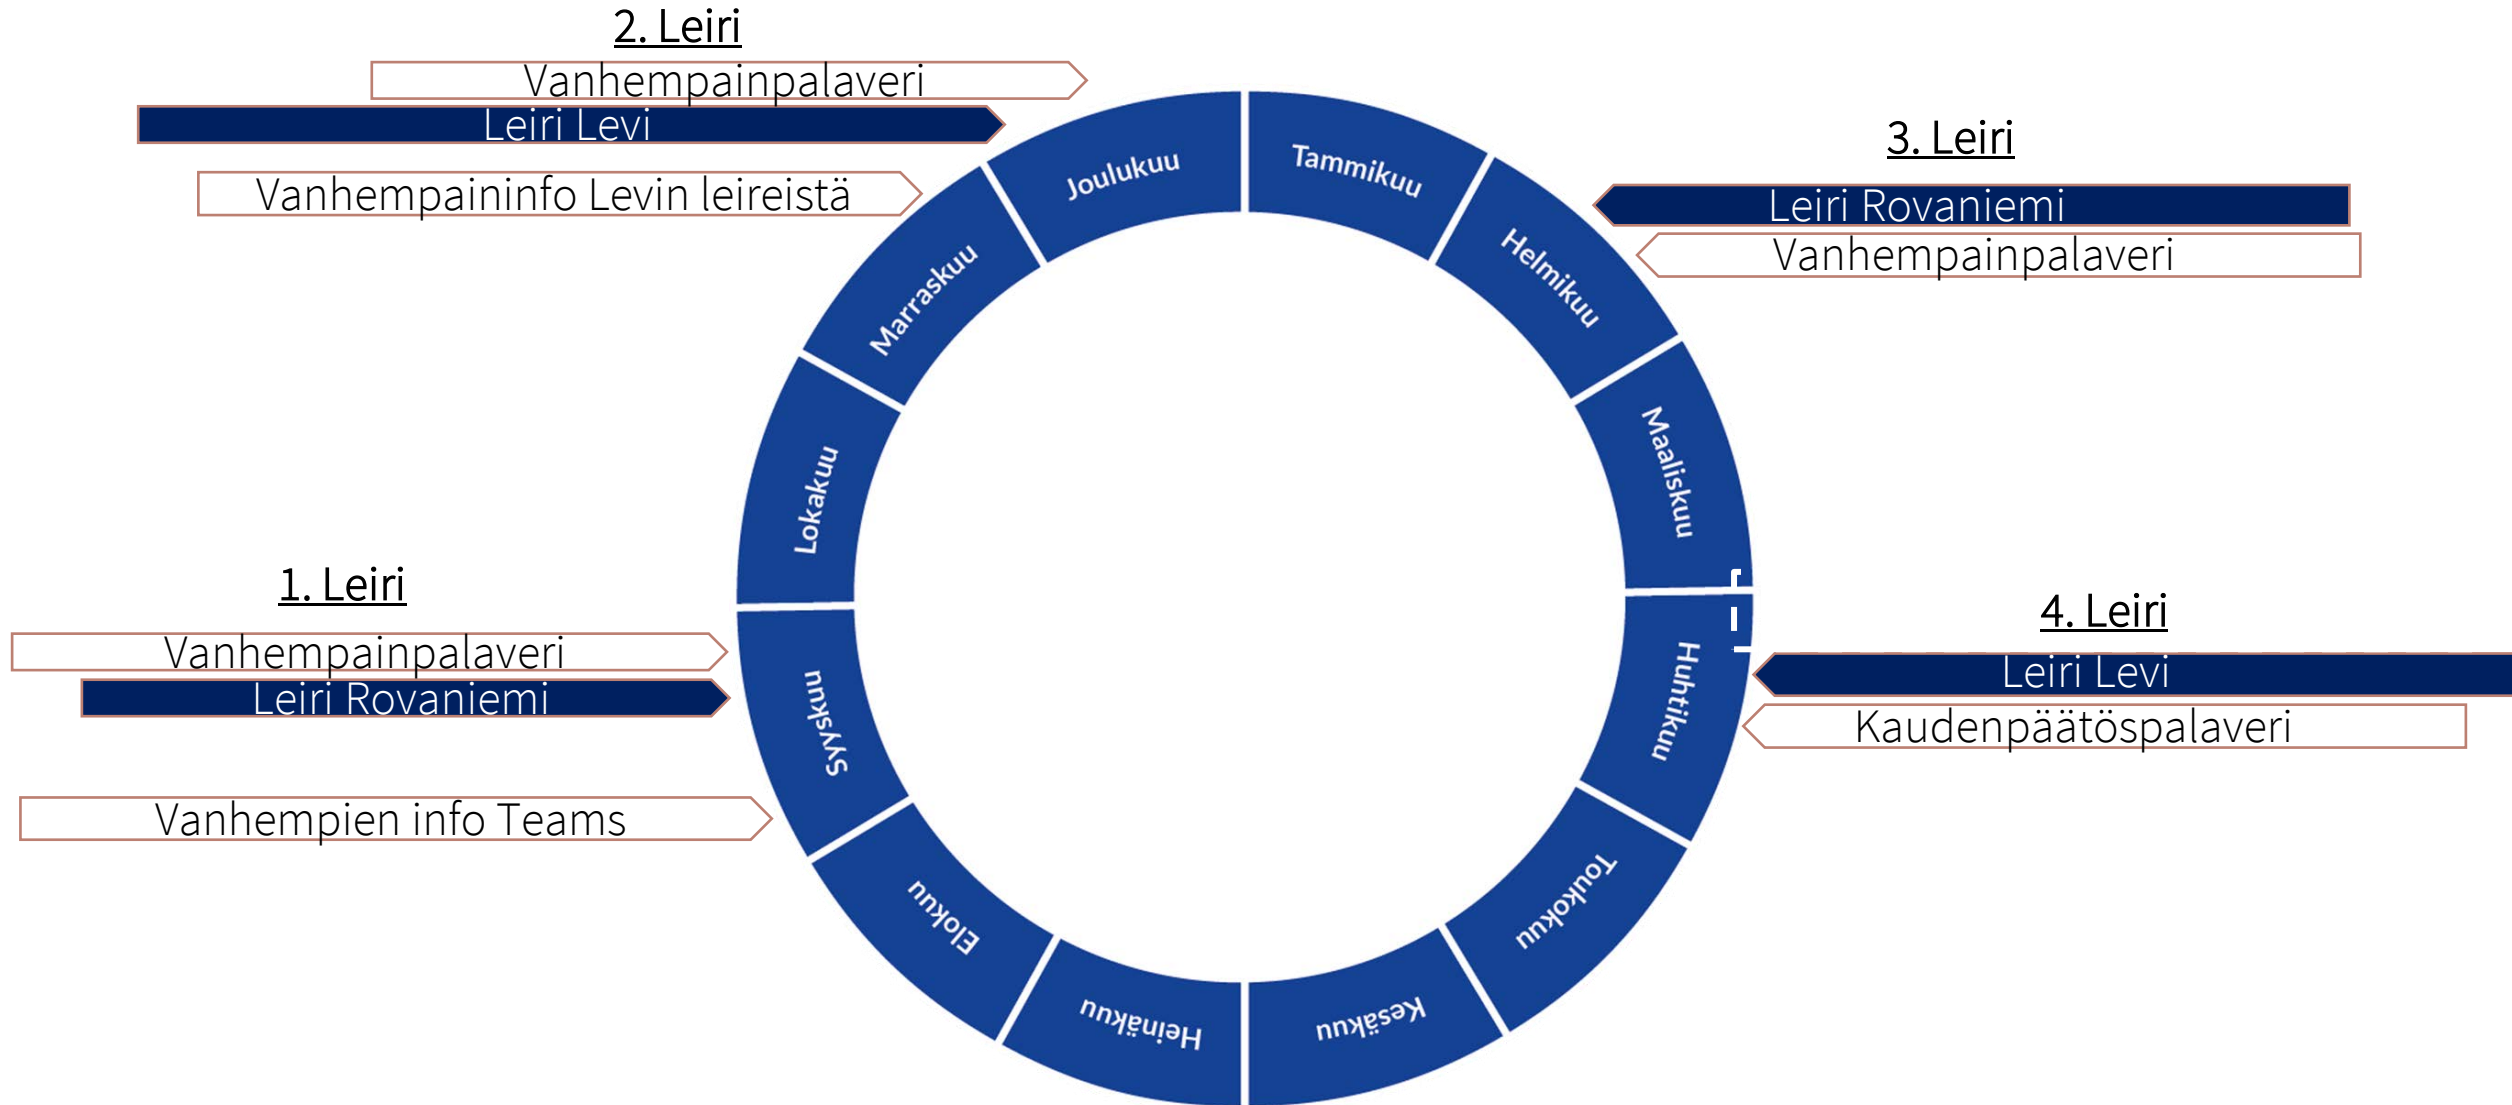 2. Leiri
Vanhempainpalaveri
Leiri Levi
Vanhempaininfo Levin leireistä
3. Leiri
Leiri Rovaniemi
Vanhempainpalaveri
1. Leiri
Vanhempainpalaveri
Leiri Rovaniemi
Vanhempien info Teams
4. Leiri
Leiri Levi
Kaudenpäätöspalaveri
Tammikuu
Helmikuu
Maaliskuu
Huhtikuu
Toukokuu
Kesäkuu
Heinäkuu
Elokuu
Syyskuu
Lokakuu
Marraskuu
Joulukuu